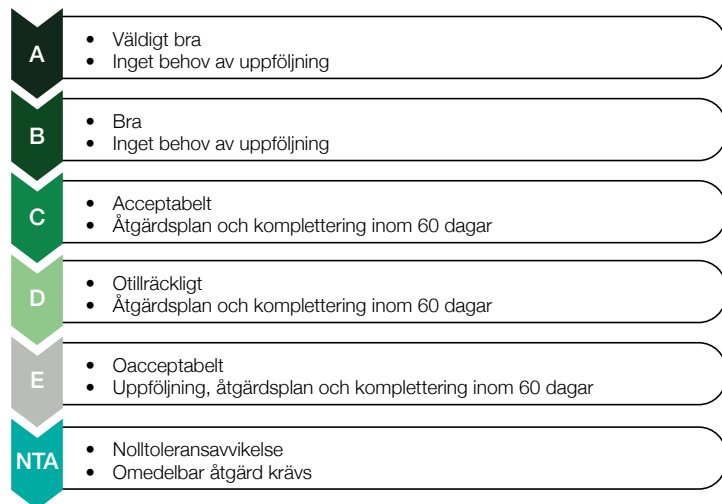 A
• Väldigt bra
• Inget behov av uppföljning
B
• Bra
• Inget behov av uppföljning
C
• Acceptabelt
• Åtgärdsplan och komplettering inom 60 dagar
D
• Otillräckligt
• Åtgärdsplan och komplettering inom 60 dagar
E
• Oacceptabelt
• Uppföljning, åtgärdsplan och komplettering inom 60 dagar
NTA
• Nolltoleransavvikelse
• Omedelbar åtgärd krävs